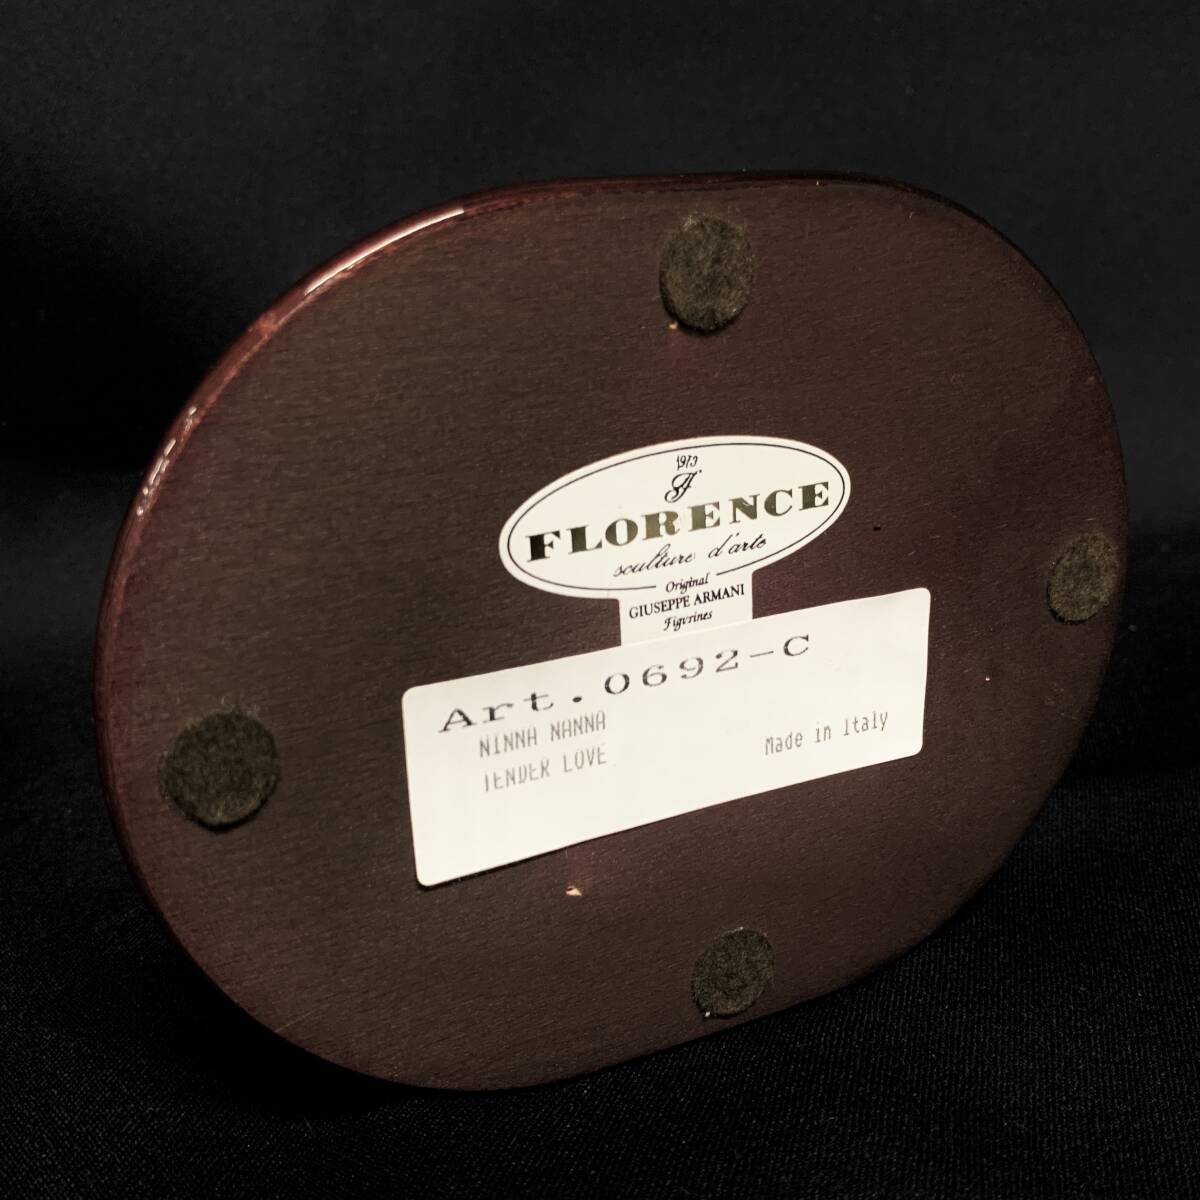 1973
FLORENCE
sculture d'arte
Original
GIUSEPPE ARMANI
Figurines
Art. 0692-C
NINNA NANNA
TENDER LOVE
Made in Italy